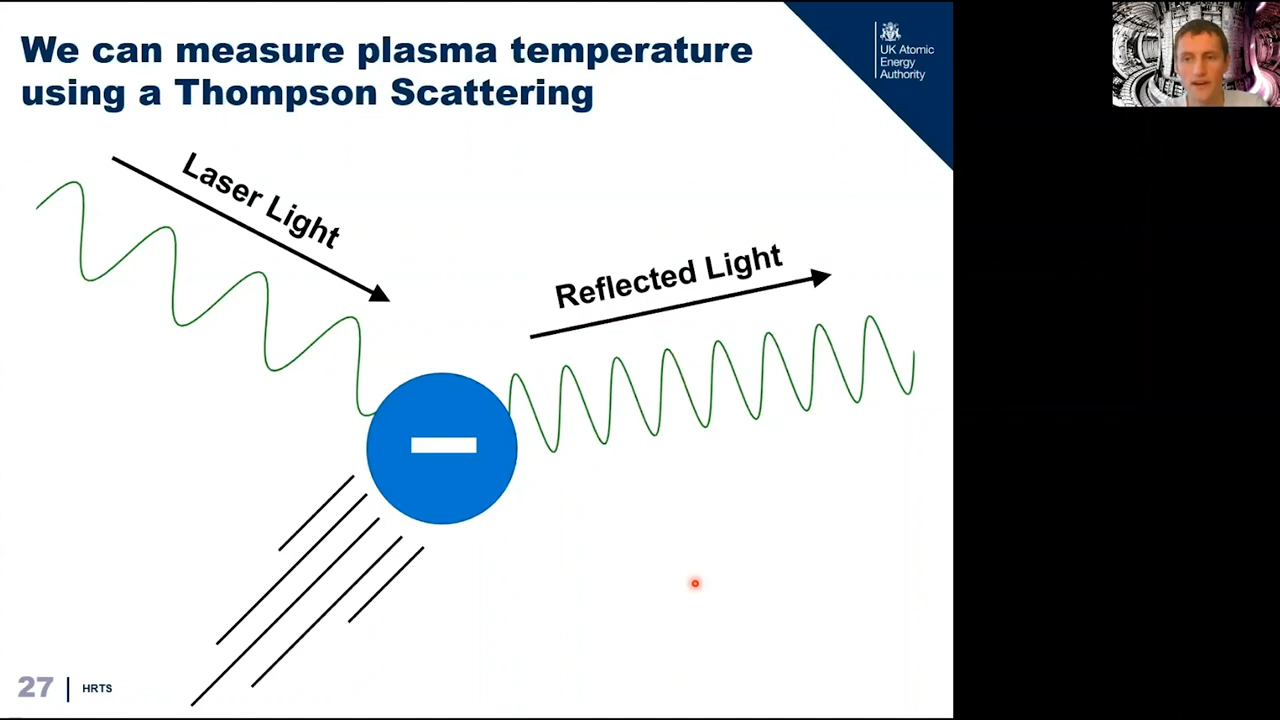 We can measure plasma temperature
using a Thompson Scattering
UK Atomic
Energy
Authority
Laser Light
Reflected Light
27 | HRTS